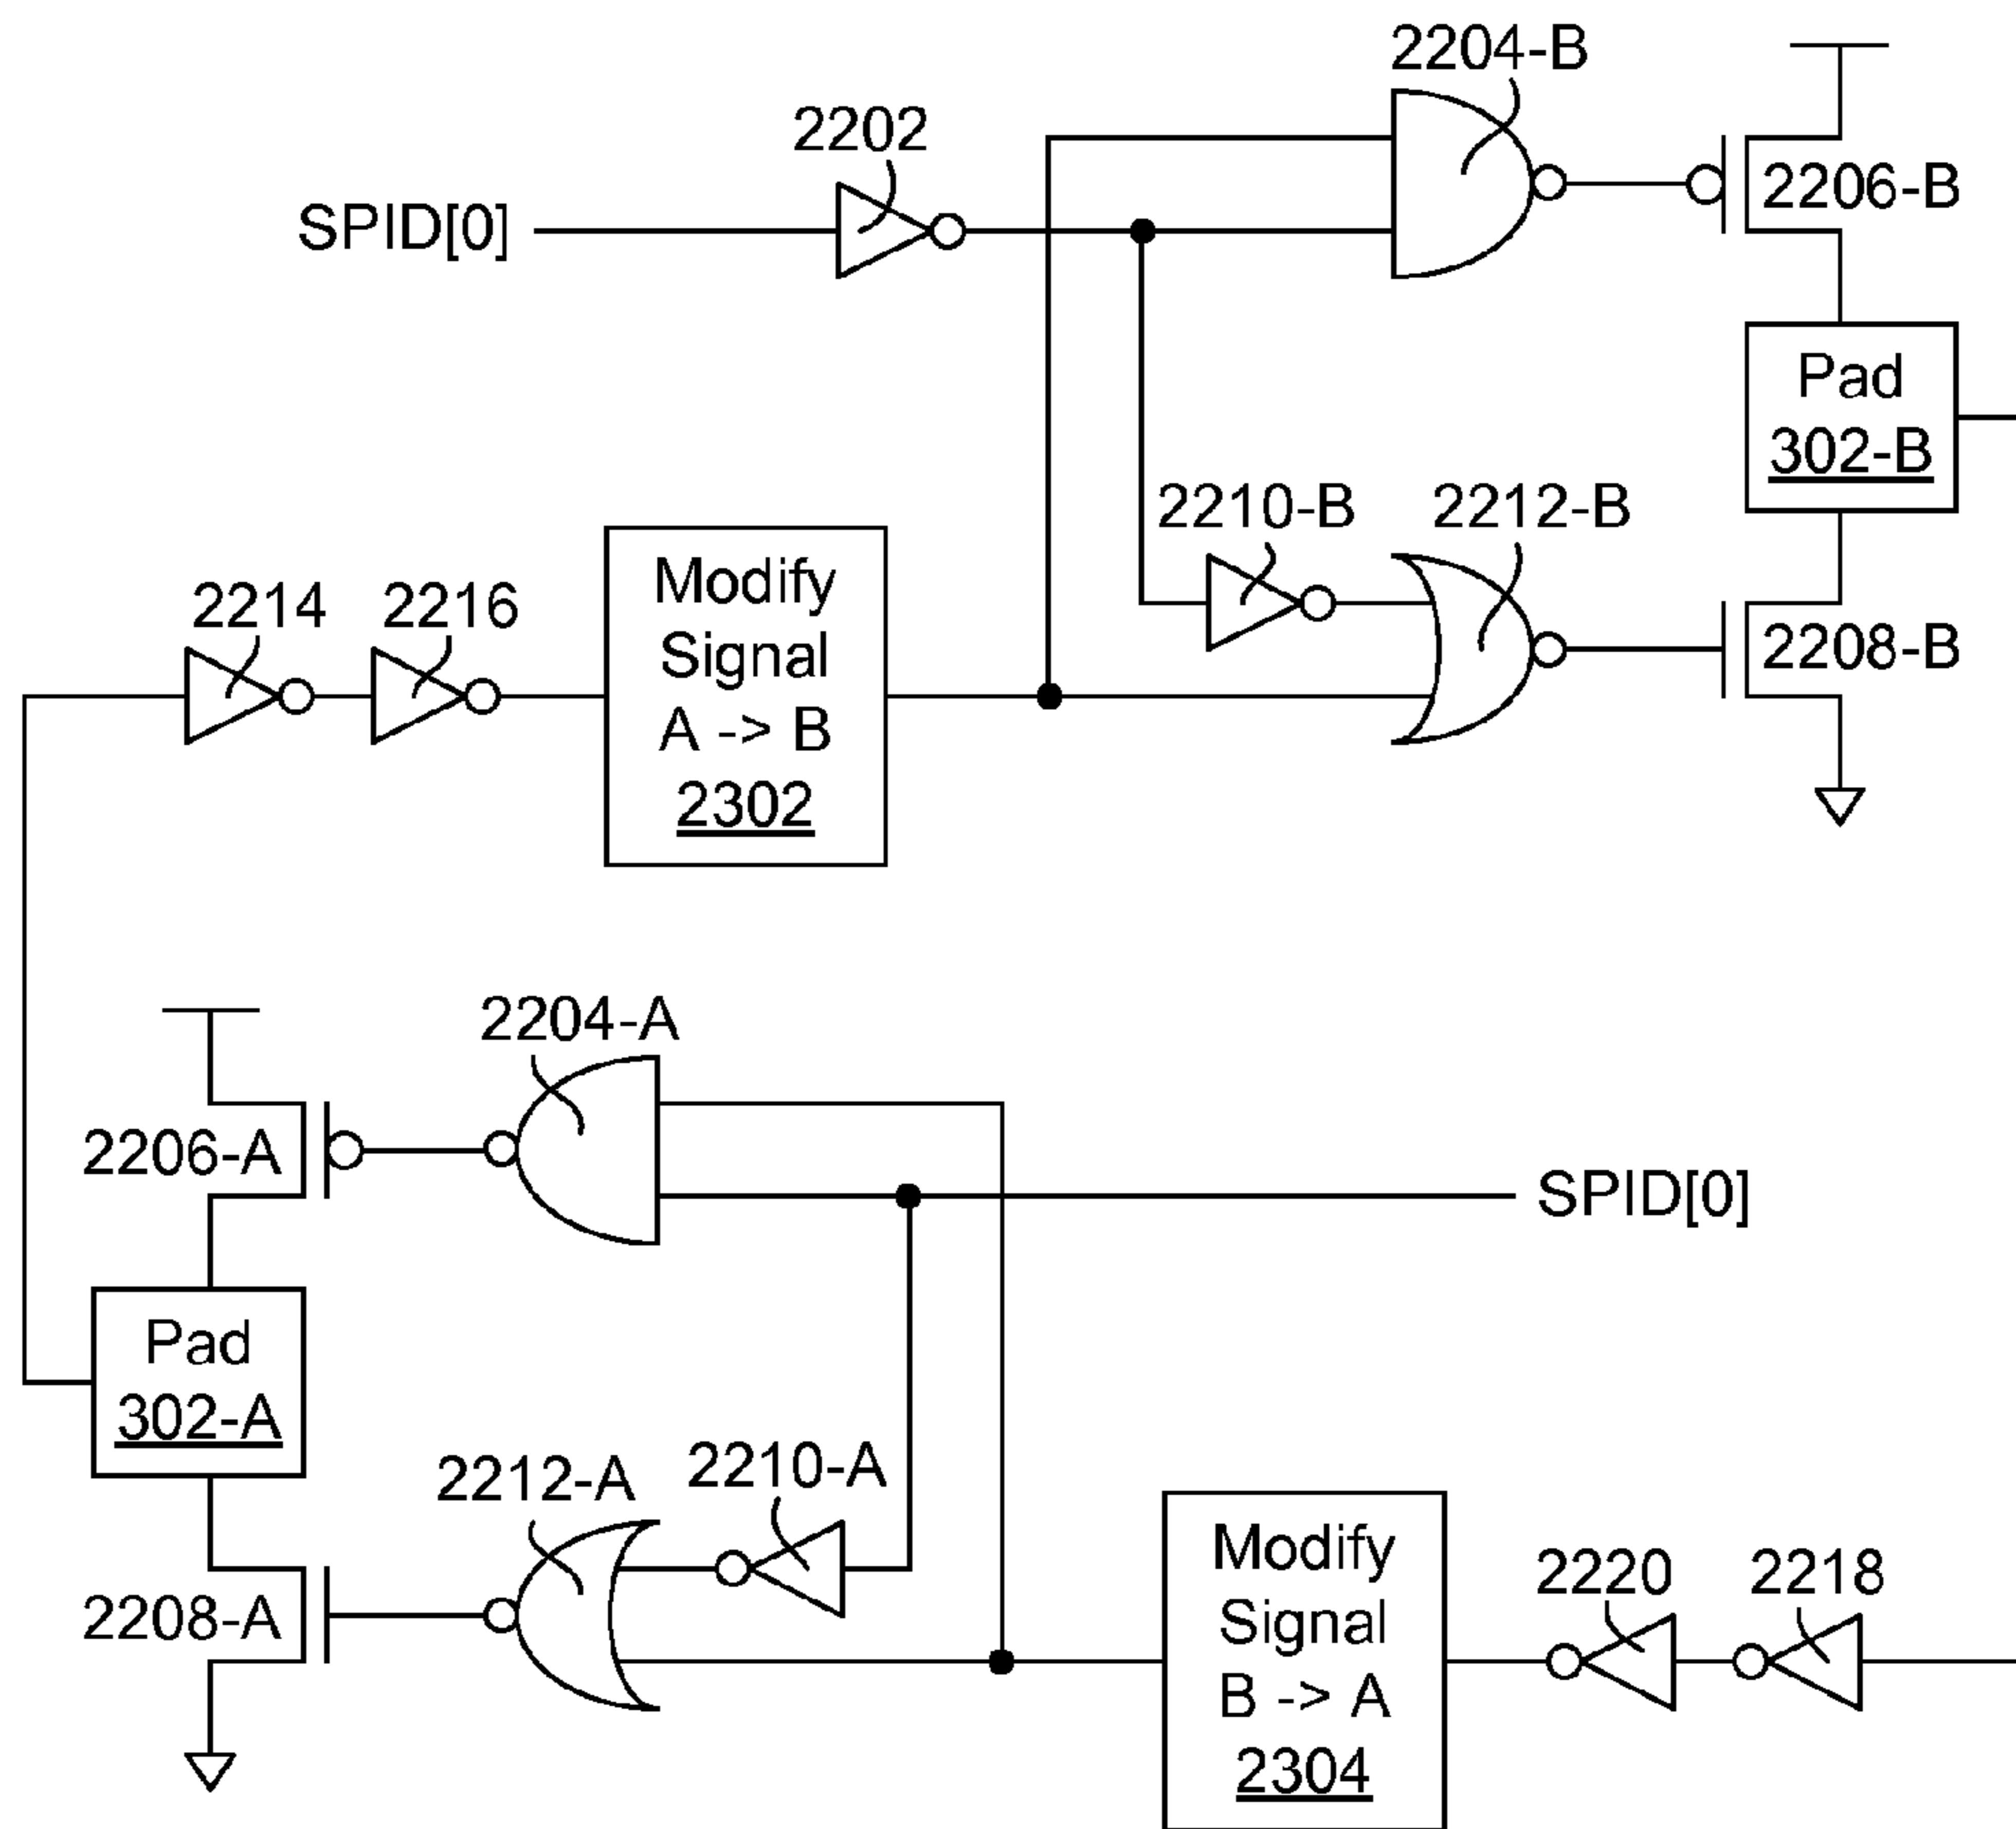 2204-B
2202
SPID[0]
2206-B
Pad
302-B
2210-B
2212-B
2214
2216
Modify
Signal
A -> B
2302
2208-B
2204-A
2206-A
SPID[0]
Pad
302-A
2212-A
2210-A
2208-A
Modify
Signal
B -> A
2304
2220
2218